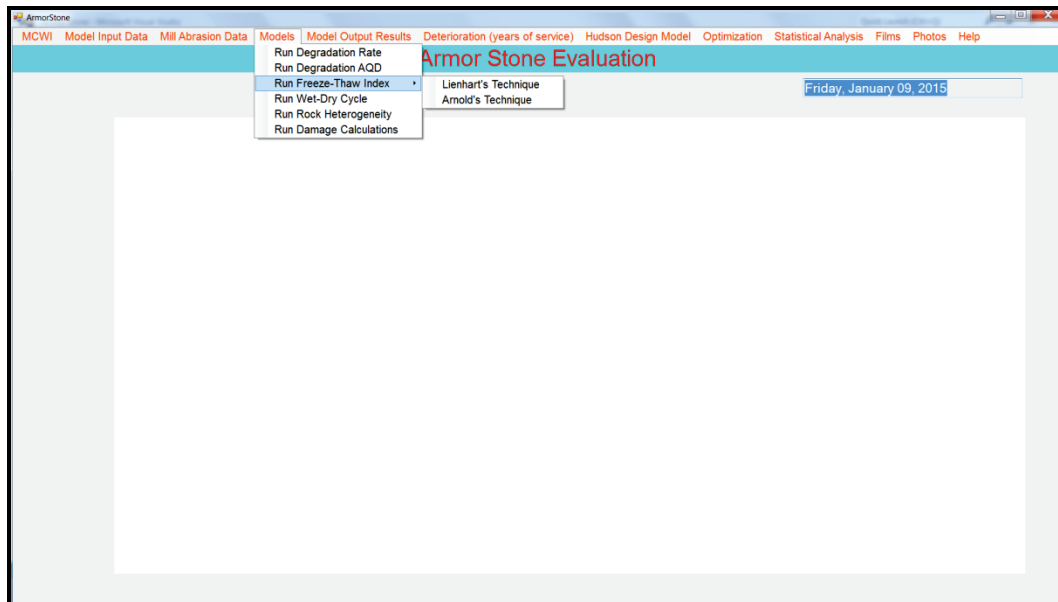 ArmorStone
MCWI Model Input Data Mill Abrasion Data Models Model Output Results Deterioration (years of service) Hudson Design Model Optimization Statistical Analysis Films Photos Help
Armor Stone Evaluation
Run Degradation Rate
Run Degradation AQD
Run Freeze-Thaw Index
Run Wet-Dry Cycle
Run Rock Heterogeneity
Run Damage Calculations
Lienhart's Technique
Arnold's Technique
Friday, January 09, 2015